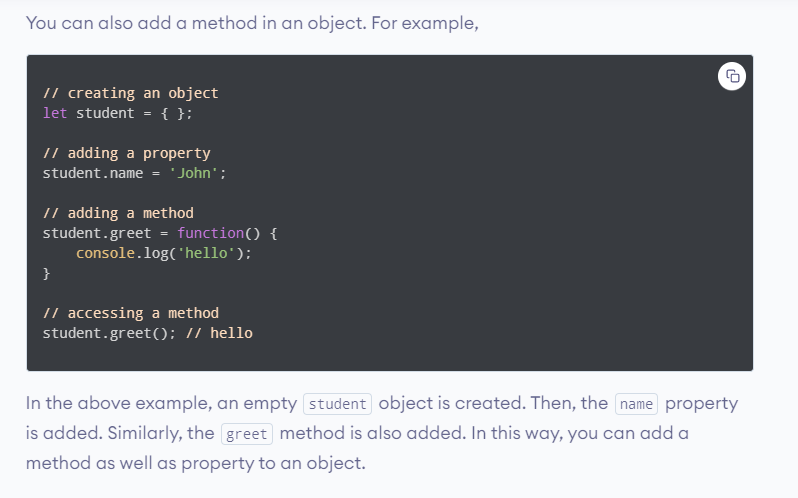 You can also add a method in an object. For example,
// creating an object
let student = { };
// adding a property
student.name = 'John';
// adding a method
student.greet = function() {
    console.log('hello');
}
// accessing a method
student.greet(); // hello
In the above example, an empty student object is created. Then, the name property
is added. Similarly, the greet method is also added. In this way, you can add a
method as well as property to an object.